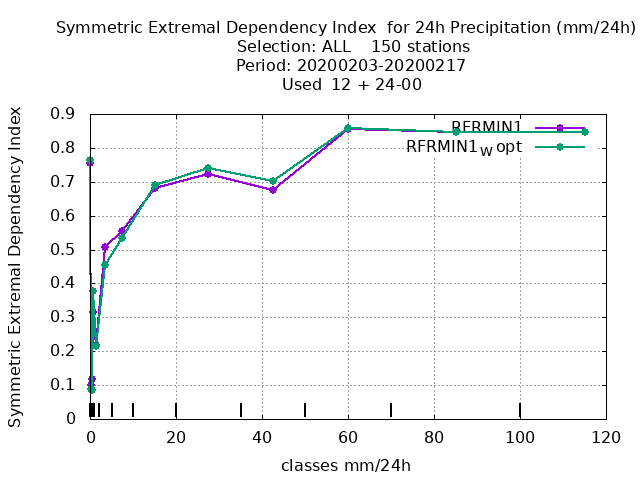 Symmetric Extremal Dependency Index  for 24h Precipitation (mm/24h)
Selection: ALL    150 stations
Period: 20200203-20200217
Used  12 + 24-00
Symmetric Extremal Dependency Index
0.9
0.8
0.7
0.6
0.5
0.4
0.3
0.2
0.1
0
RFRMIN1
RFRMIN1W opt
0 20 40 60 80 100 120
classes mm/24h